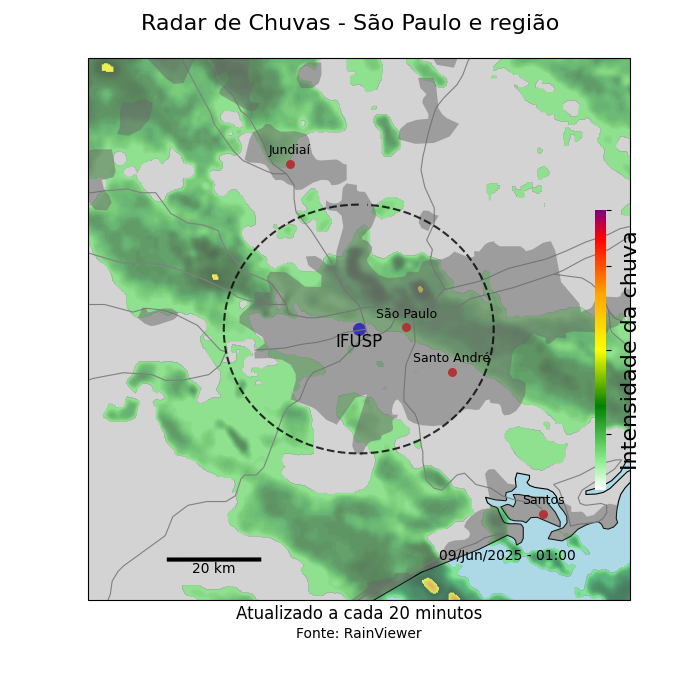 Radar de Chuvas - São Paulo e região
Jundiaí
São Paulo
IFUSP
Santo André
Santos
Intensidade da chuva
09/Jun/2025 - 01:00
20 km
Atualizado a cada 20 minutos
Fonte: RainViewer